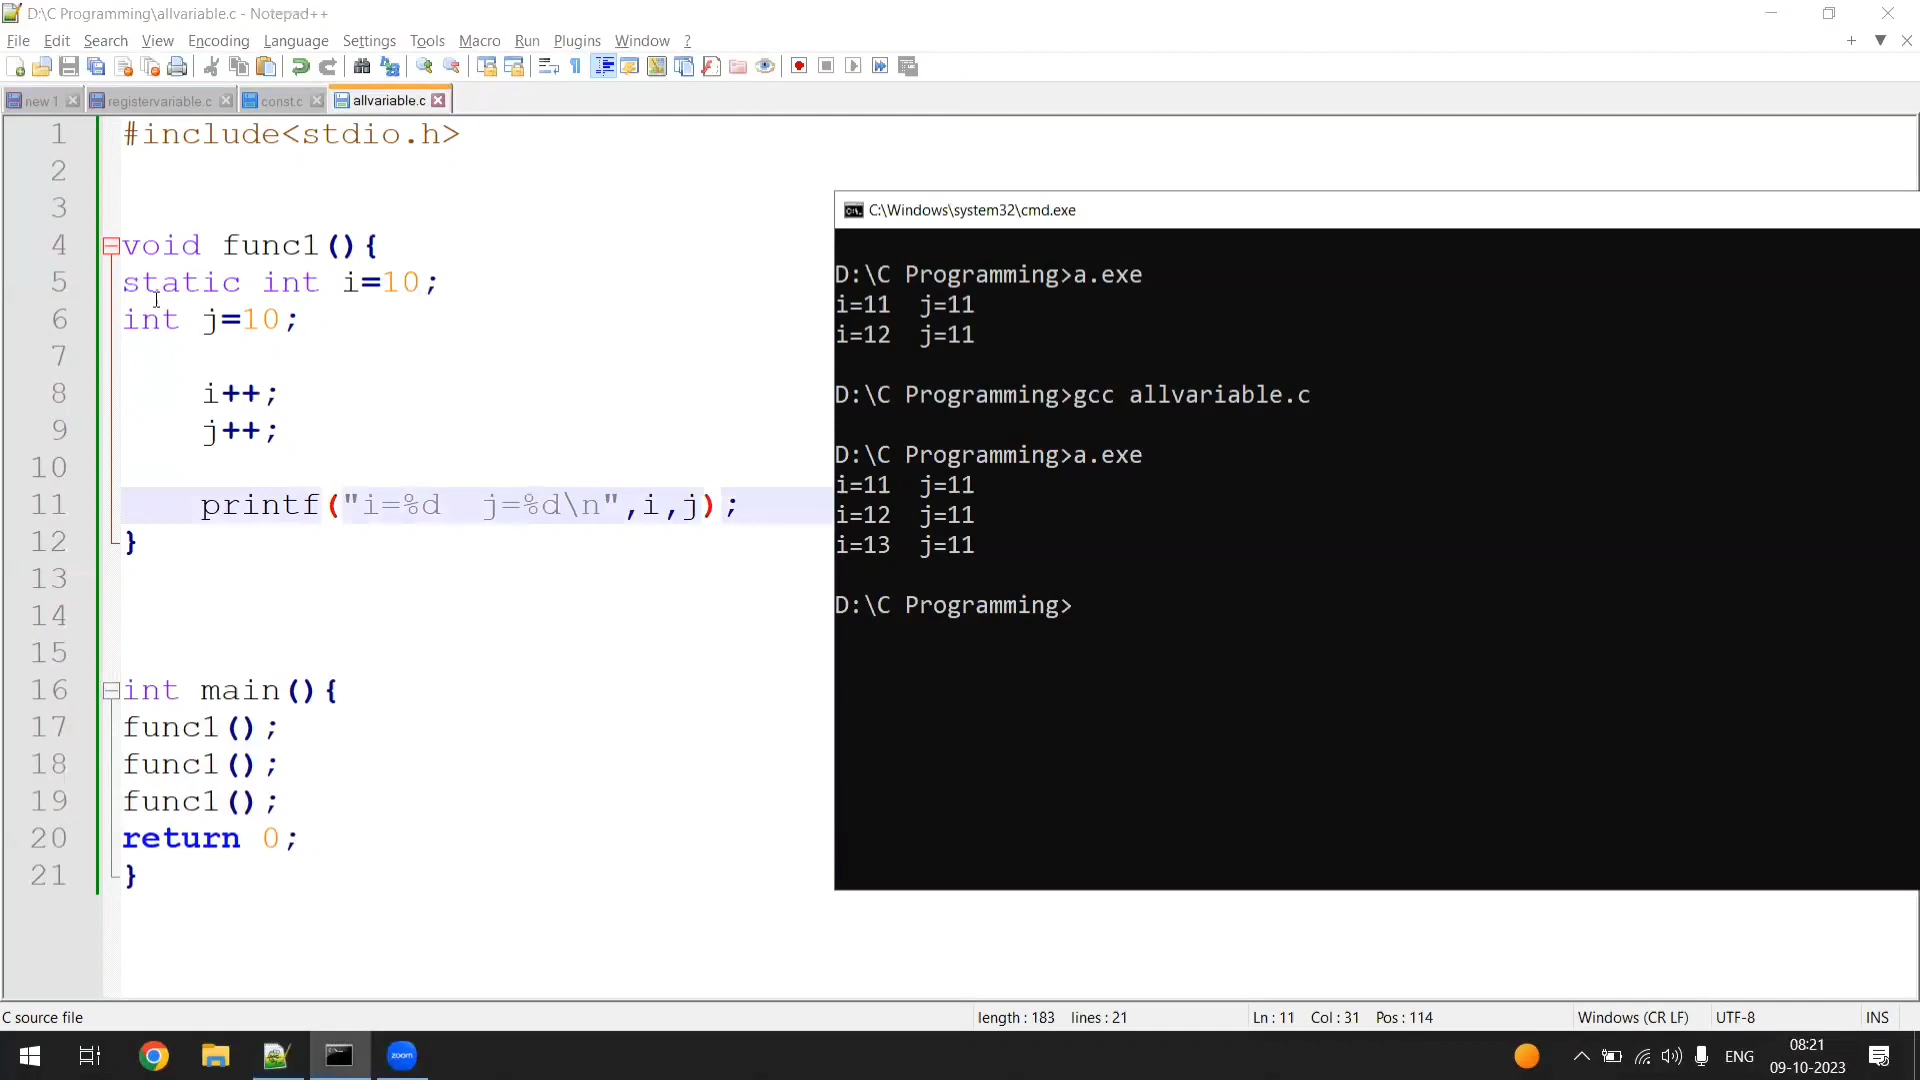 D:\C Programming\allvariable.c - Notepad++
File Edit Search View Encoding Language Settings Tools Macro Run Plugins Window ?
new 1 registervariable.c const.c allvariable.c
1 #include<stdio.h>
2
3
4 void func1(){
5 static int i=10;
6 int j=10;
7
8 i++;
9 j++;
10
11 printf("i=%d  j=%d\n",i,j);
12 }
13
14
15
16 int main(){
17 func1();
18 func1();
19 func1();
20 return 0;
21 }
C:\Windows\system32\cmd.exe
D:\C Programming>a.exe
i=11  j=11
i=12  j=11
D:\C Programming>gcc allvariable.c
D:\C Programming>a.exe
i=11  j=11
i=12  j=11
i=13  j=11
D:\C Programming>
C source file length : 183 lines : 21 Ln : 11 Col : 31 Pos : 114 Windows (CR LF) UTF-8 INS
zoom ENG 08:21
09-10-2023